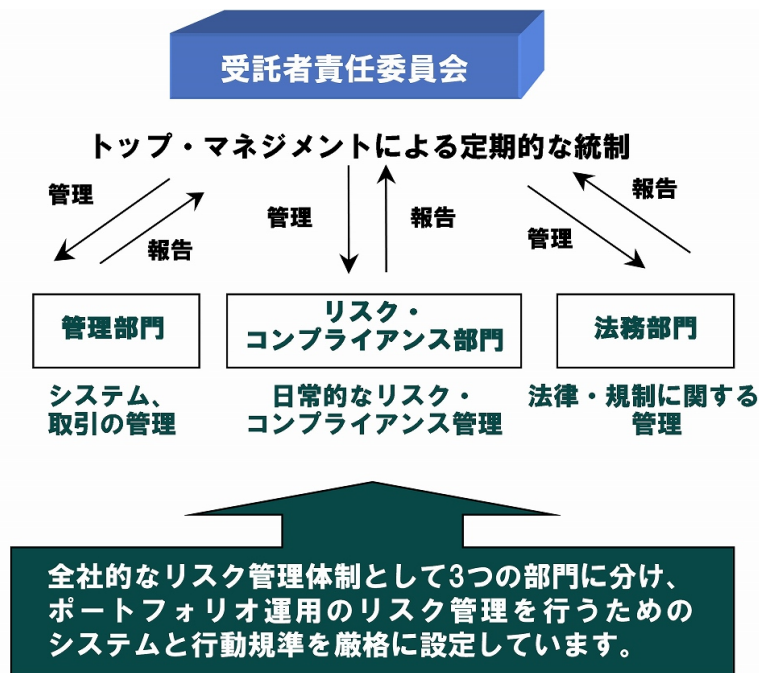 受託者責任委員会
トップ・マネジメントによる定期的な統制
管理
報告
管理
報告
管理
報告
管理部門
リスク・
コンプライアンス部門
法務部門
システム、
取引の管理
日常的なリスク・
コンプライアンス管理
法律・規制に関する
管理
全社的なリスク管理体制として3つの部門に分け、
ポートフォリオ運用のリスク管理を行うための
システムと行動規準を厳格に設定しています。